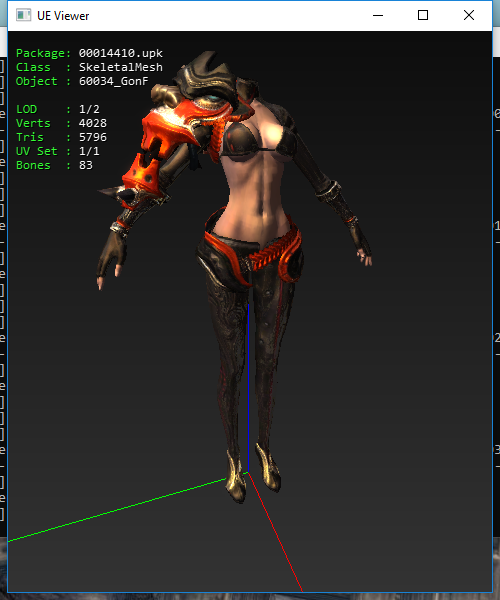 UE Viewer
Package: 00014410.upk
Class : SkeletalMesh
Object : 60034_GonF
LOD : 1/2
Verts : 4028
Tris : 5796
UV Set : 1/1
Bones : 83